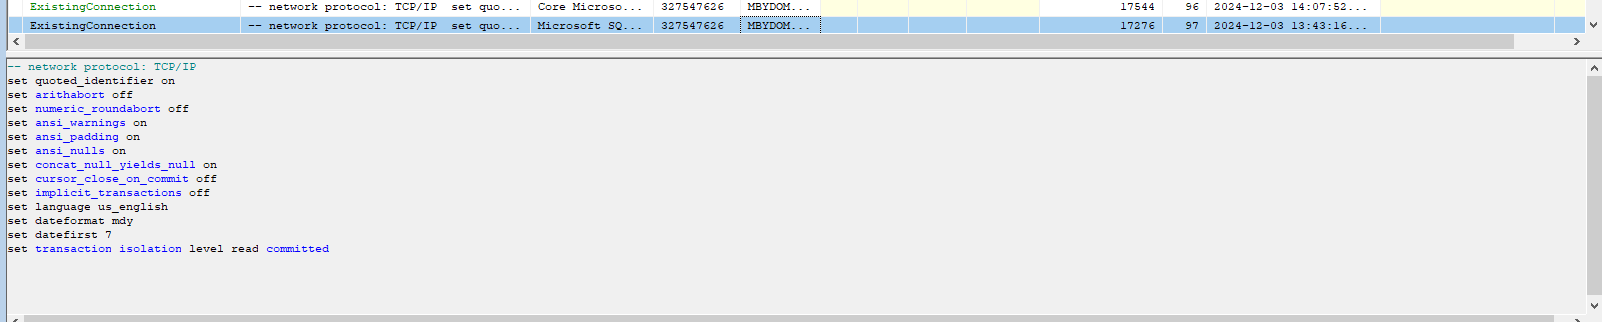 ExistingConnection -- network protocol: TCP/IP set quo... Core Microso... 327547626 MBYDOM... 17544 96 2024-12-03 14:07:52...
ExistingConnection -- network protocol: TCP/IP set quo... Microsoft SQ... 327547626 MBYDOM... 17276 97 2024-12-03 13:43:16...
-- network protocol: TCP/IP
set quoted_identifier on
set arithabort off
set numeric_roundabort off
set ansi_warnings on
set ansi_padding on
set ansi_nulls on
set concat_null_yields_null on
set cursor_close_on_commit off
set implicit_transactions off
set language us_english
set dateformat mdy
set datefirst 7
set transaction isolation level read committed